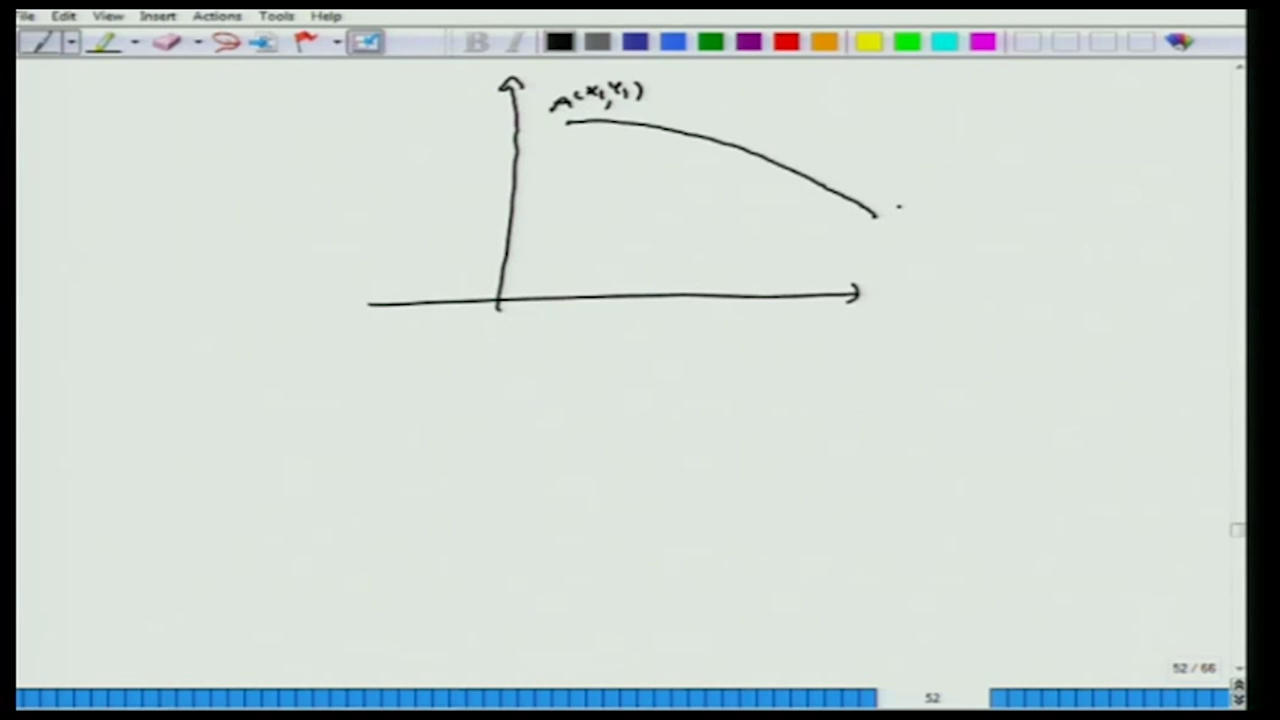 File Edit View Insert Actions Tools Help
B I
A(x₁, y₁)
52 / 66
52